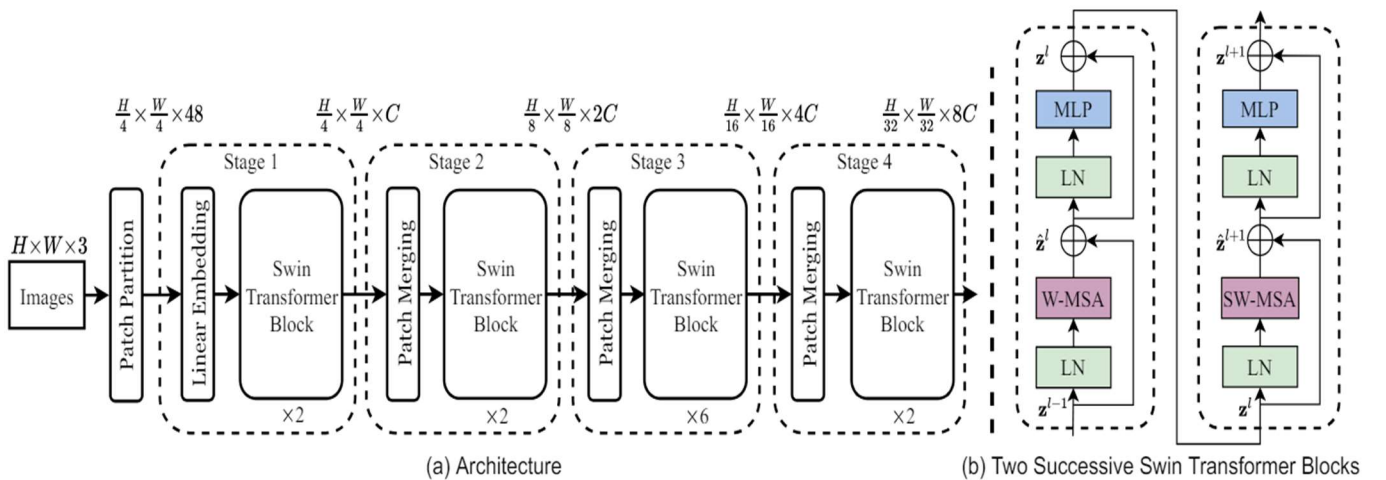 H×W×3
Images
H/4 × W/4 × 48
Patch Partition
H/4 × W/4 × C
Stage 1
Linear Embedding
Swin
Transformer
Block
×2
H/8 × W/8 × 2C
Stage 2
Patch Merging
Swin
Transformer
Block
×2
H/16 × W/16 × 4C
Stage 3
Patch Merging
Swin
Transformer
Block
×6
H/32 × W/32 × 8C
Stage 4
Patch Merging
Swin
Transformer
Block
×2
(a) Architecture
z^l
MLP
LN
ẑ^l
W-MSA
LN
z^{l-1}
z^{l+1}
MLP
LN
ẑ^{l+1}
SW-MSA
LN
z^l
(b) Two Successive Swin Transformer Blocks